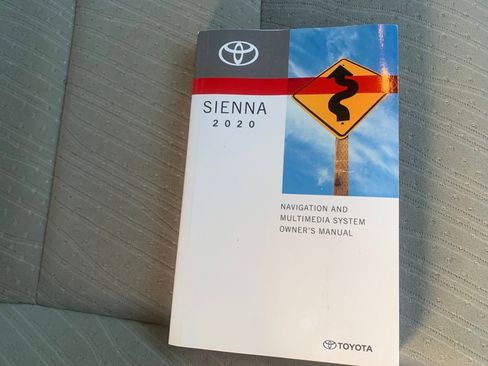 SIENNA
2020
NAVIGATION AND
MULTIMEDIA SYSTEM
OWNER'S MANUAL
TOYOTA